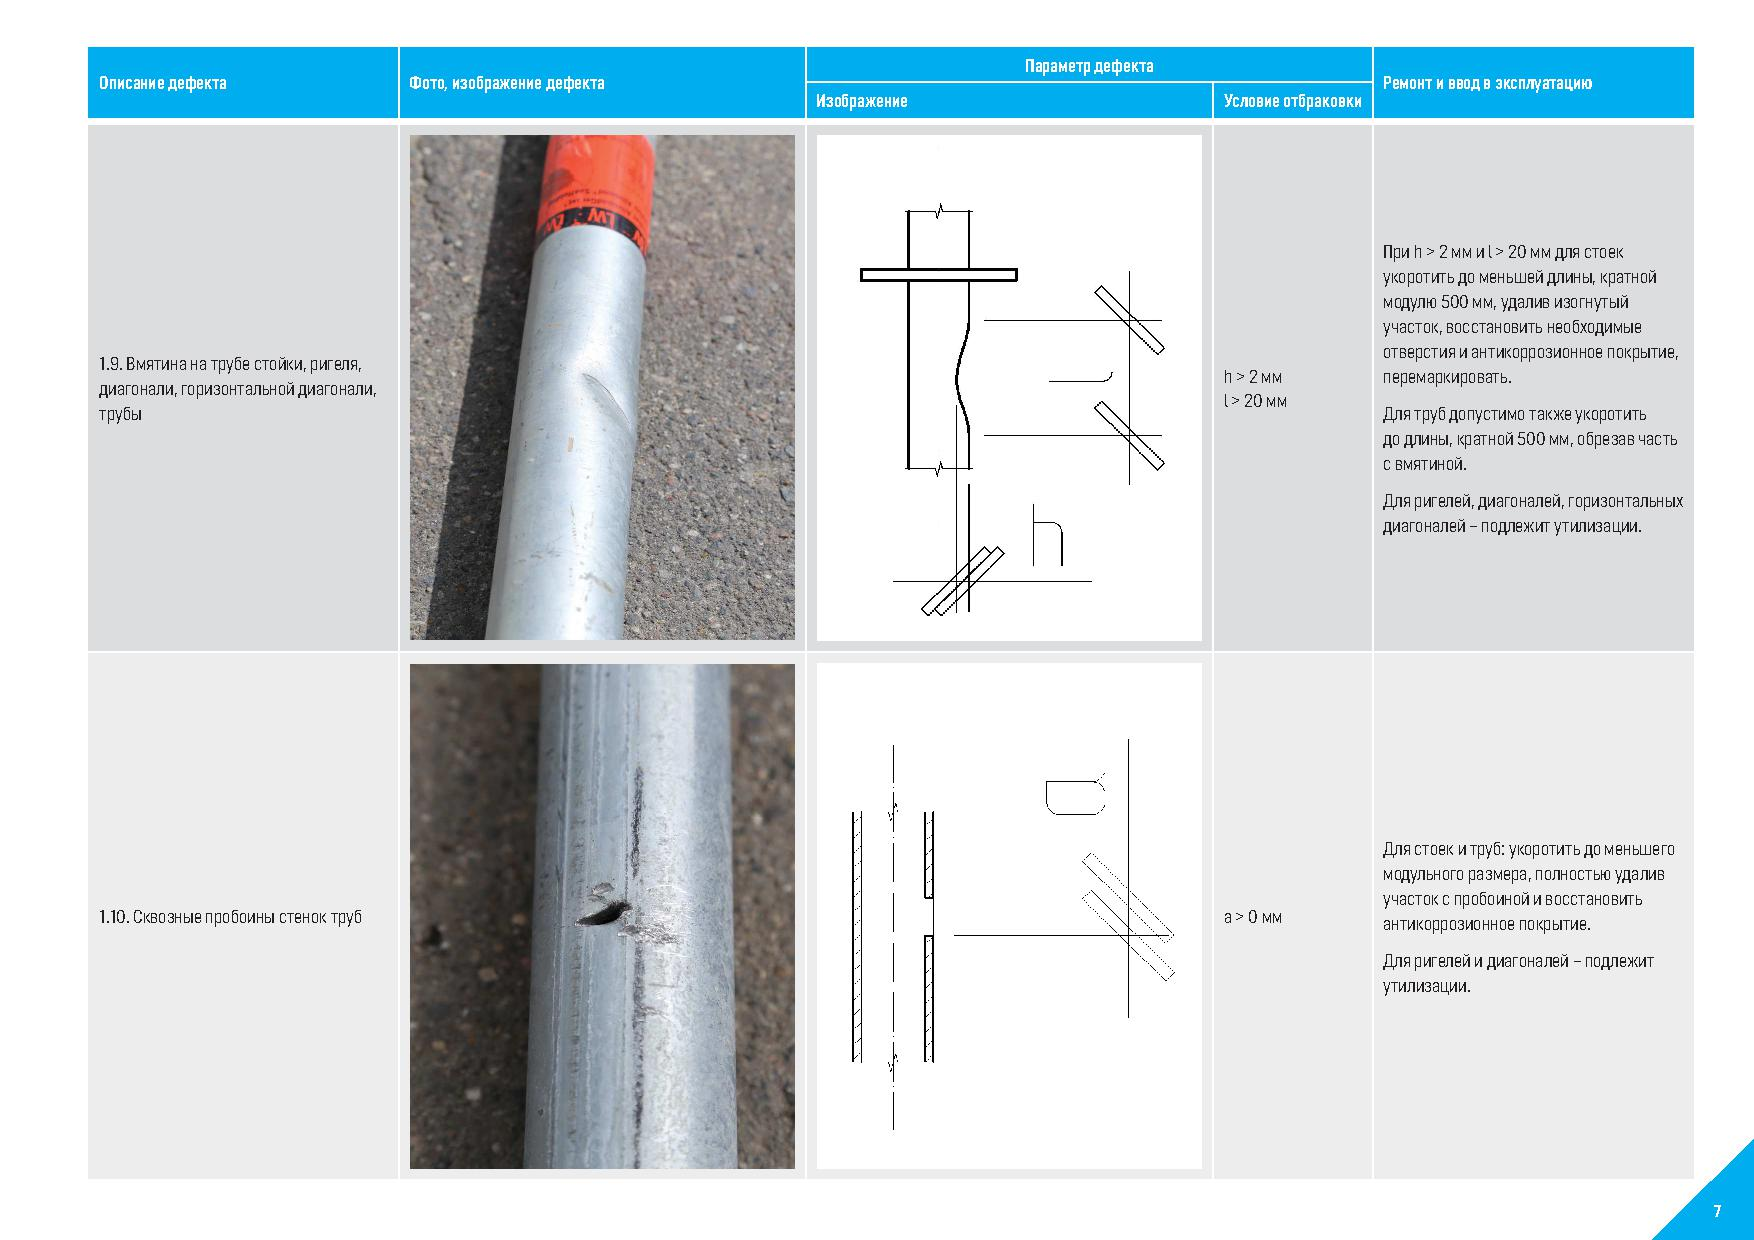 Описание дефекта
Фото, изображение дефекта
Параметр дефекта
Изображение
Условие отбраковки
Ремонт и ввод в эксплуатацию
1.9. Вмятина на трубе стойки, ригеля,
диагонали, горизонтальной диагонали,
трубы
LW
LW
l
h
h > 2 мм
l > 20 мм
При h > 2 мм и l > 20 мм для стоек
укоротить до меньшей длины, кратной
модулю 500 мм, удалив изогнутый
участок, восстановить необходимые
отверстия и антикоррозионное покрытие,
перемаркировать.
Для труб допустимо также укоротить
до длины, кратной 500 мм, обрезав часть
с вмятиной.
Для ригелей, диагоналей, горизонтальных
диагоналей – подлежит утилизации.
1.10. Сквозные пробоины стенок труб
a
a > 0 мм
Для стоек и труб: укоротить до меньшего
модульного размера, полностью удалив
участок с пробоиной и восстановить
антикоррозионное покрытие.
Для ригелей и диагоналей – подлежит
утилизации.
7